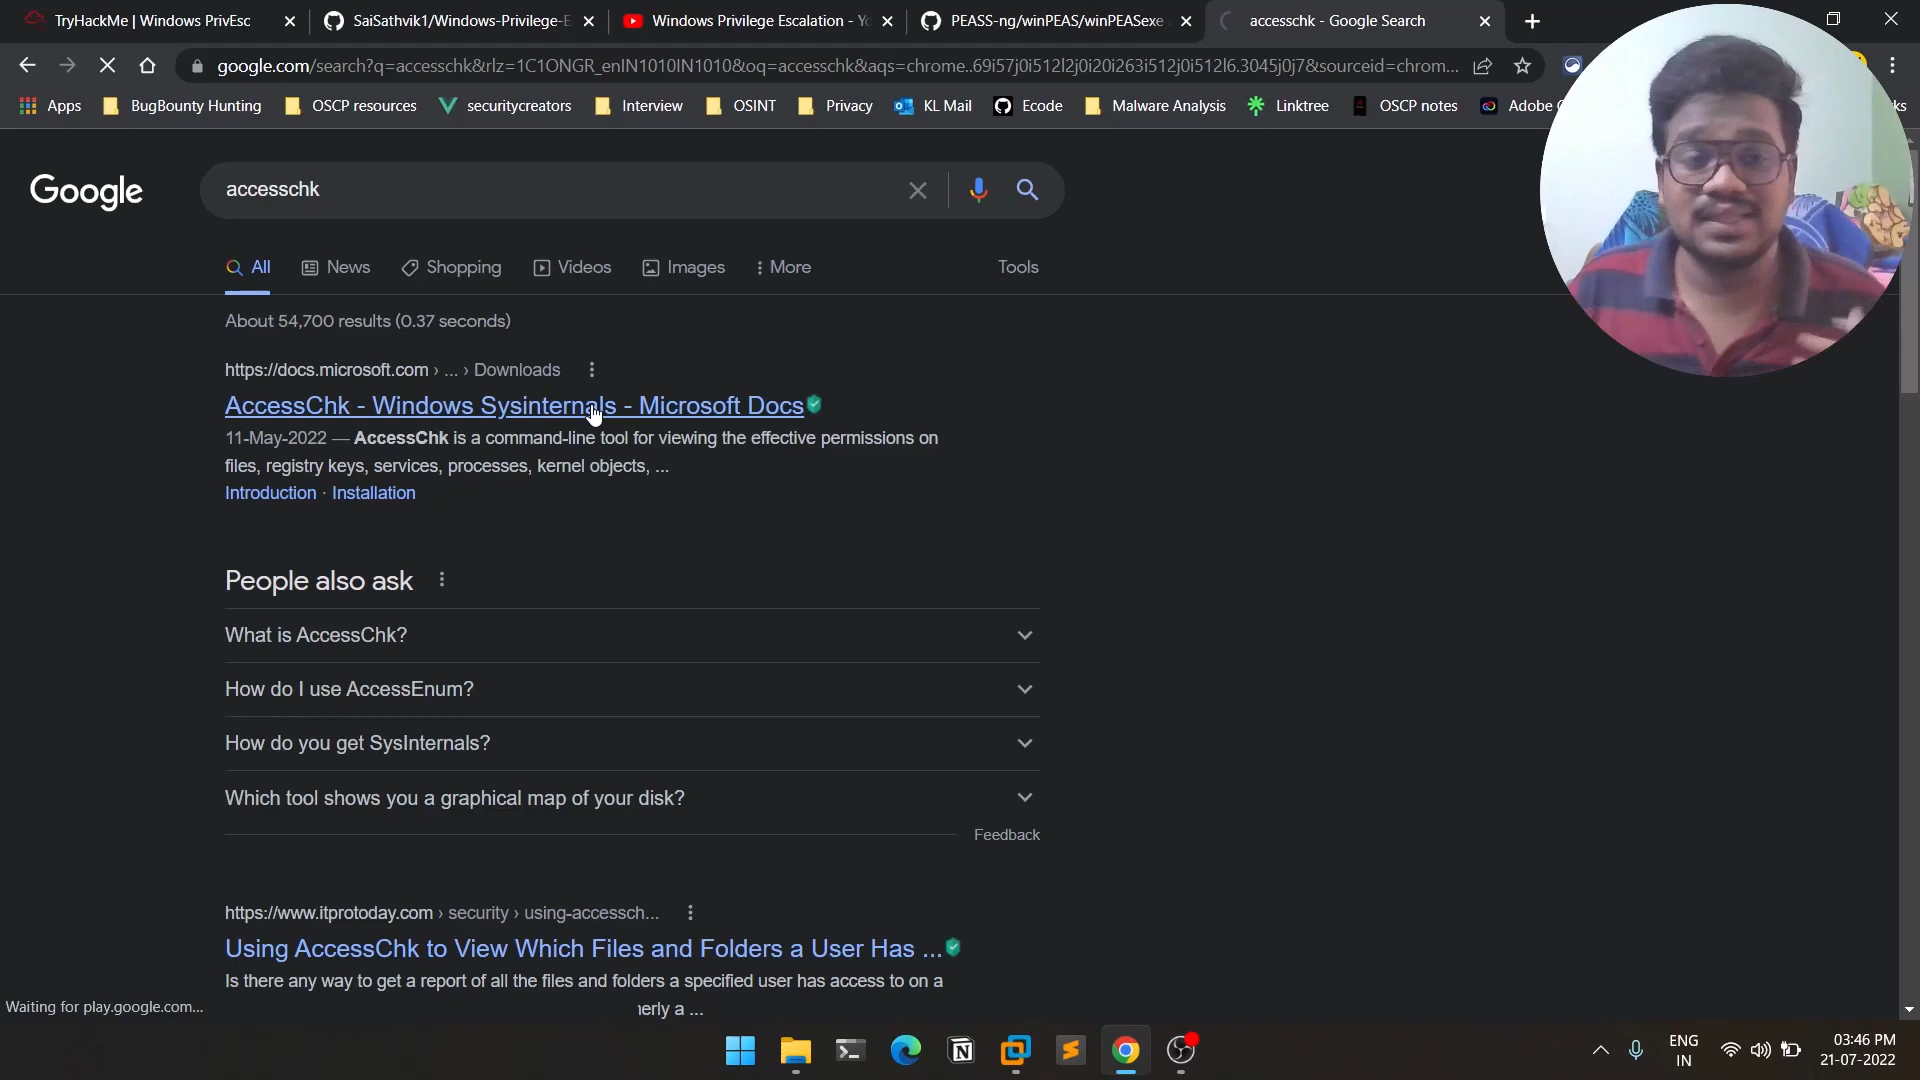 TryHackMe | Windows PrivEsc
SaiSathvik1/Windows-Privilege-E
Windows Privilege Escalation - Yo
PEASS-ng/winPEAS/winPEASexe
accesschk - Google Search
google.com/search?q=accesschk&rlz=1C1ONGR_enIN1010IN1010&oq=accesschk&aqs=chrome..69i57j0i512l2j0i20i263i512j0i512l6.3045j0j7&sourceid=chrom...
Apps
BugBounty Hunting
OSCP resources
securitycreators
Interview
OSINT
Privacy
KL Mail
Ecode
Malware Analysis
Linktree
OSCP notes
Adobe
Google
accesschk
All
News
Shopping
Videos
Images
More
Tools
About 54,700 results (0.37 seconds)
https://docs.microsoft.com › ... › Downloads
AccessChk - Windows Sysinternals - Microsoft Docs
11-May-2022 — AccessChk is a command-line tool for viewing the effective permissions on
files, registry keys, services, processes, kernel objects, ...
Introduction · Installation
People also ask
What is AccessChk?
How do I use AccessEnum?
How do you get SysInternals?
Which tool shows you a graphical map of your disk?
Feedback
https://www.itprotoday.com › security › using-accessch...
Using AccessChk to View Which Files and Folders a User Has ...
Is there any way to get a report of all the files and folders a specified user has access to on a
Waiting for play.google.com...
erly a ...
ENG
IN
03:46 PM
21-07-2022